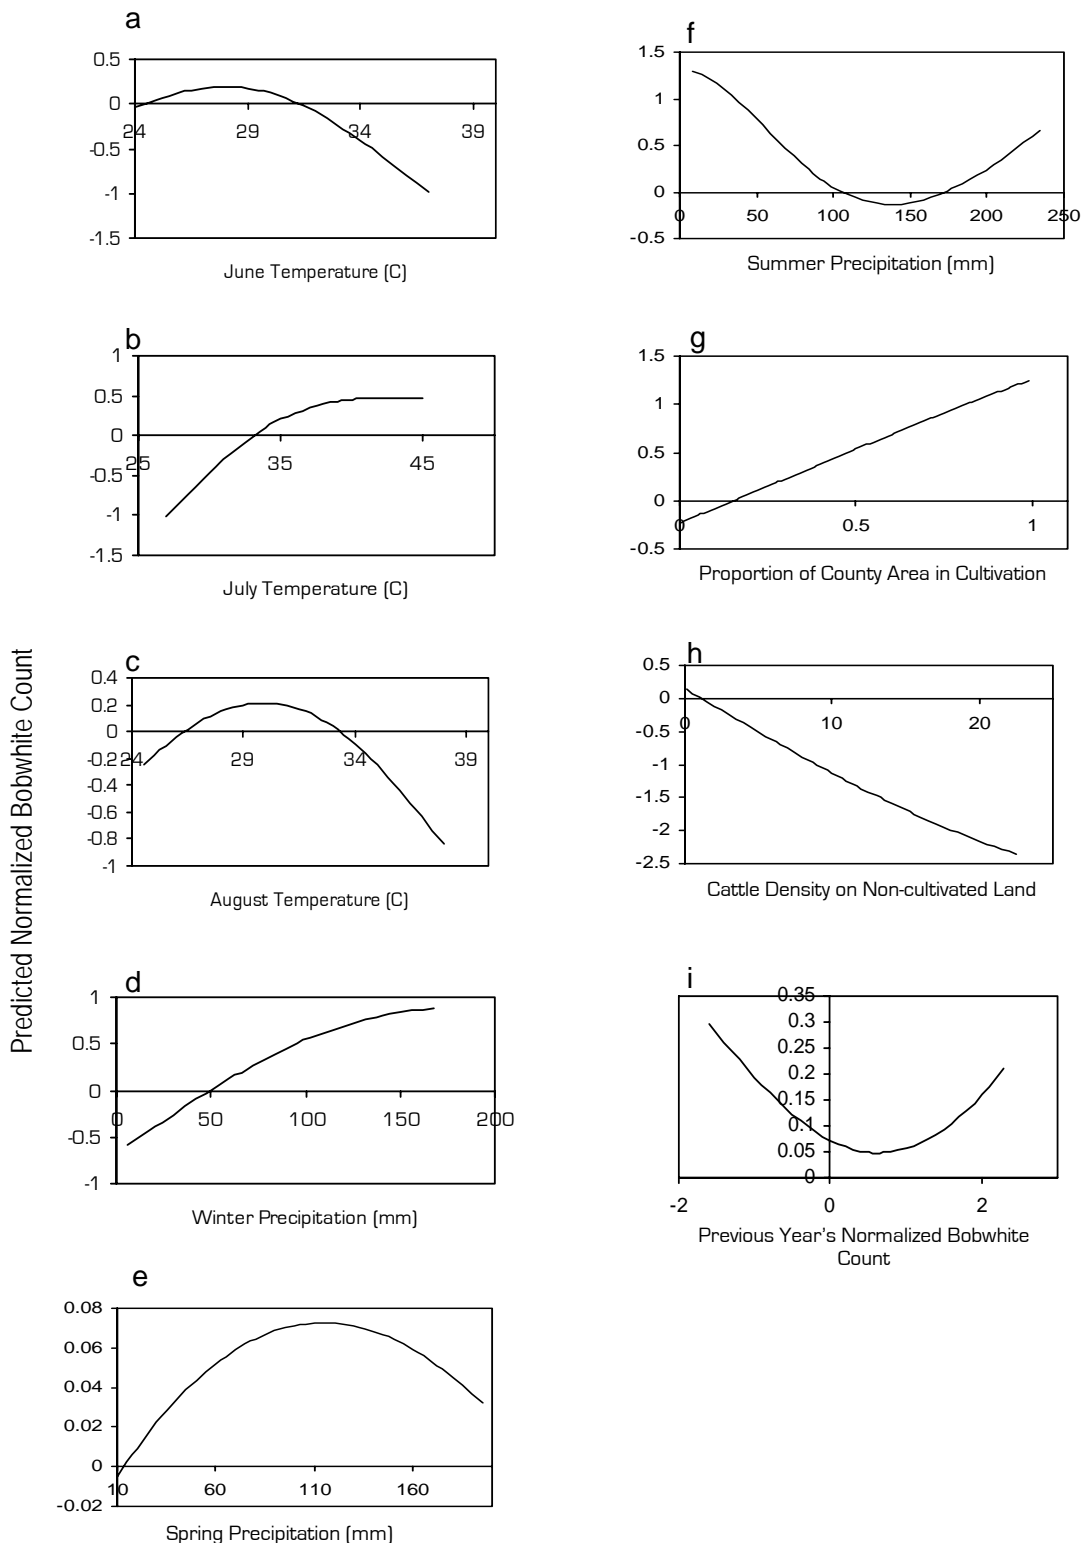 Predicted Normalized Bobwhite Count
a
0.5
0
-0.5
-1
-1.5
24 29 34 39
June Temperature (C)
b
1
0.5
0
-0.5
-1
-1.5
25 35 45
July Temperature (C)
c
0.4
0.2
0
-0.2
-0.4
-0.6
-0.8
-1
24 29 34 39
August Temperature (C)
d
1
0.5
0
-0.5
-1
0 50 100 150 200
Winter Precipitation (mm)
e
0.08
0.06
0.04
0.02
0
-0.02
10 60 110 160
Spring Precipitation (mm)
f
1.5
1
0.5
0
-0.5
0 50 100 150 200 250
Summer Precipitation (mm)
g
1.5
1
0.5
0
-0.5
0 0.5 1
Proportion of County Area in Cultivation
h
0.5
0
-0.5
-1
-1.5
-2
-2.5
0 10 20
Cattle Density on Non-cultivated Land
i
0.35
0.3
0.25
0.2
0.15
0.1
0.05
0
-2 0 2
Previous Year's Normalized Bobwhite
Count